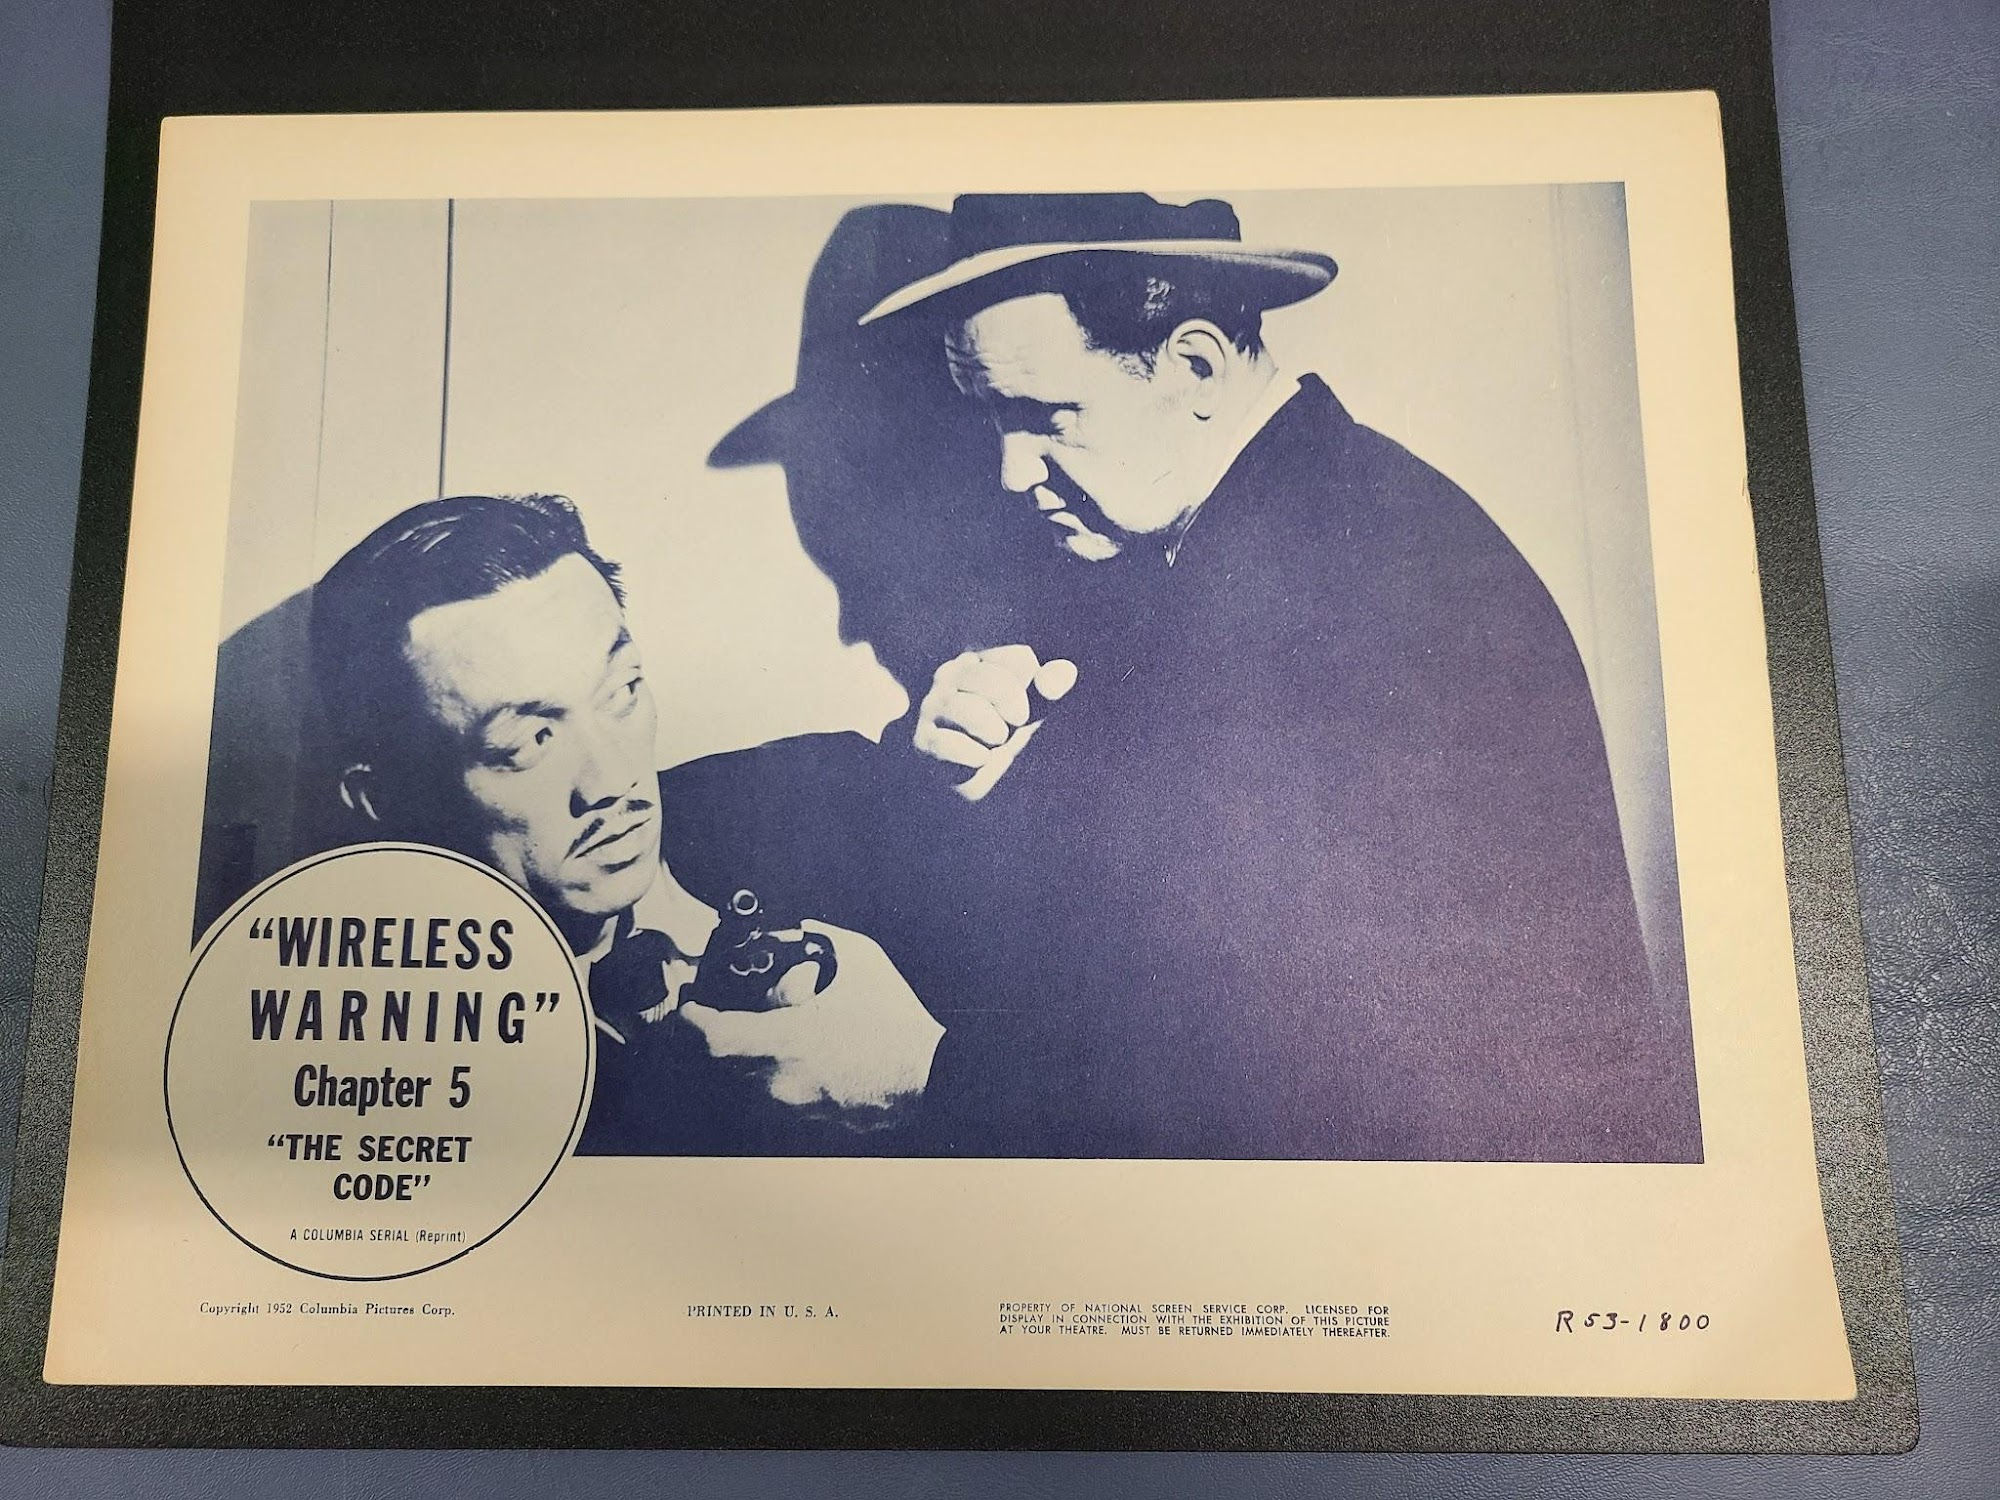 “WIRELESS
WARNING”
Chapter 5
“THE SECRET
CODE”
A COLUMBIA SERIAL (Reprint)
Copyright 1952 Columbia Pictures Corp.
PRINTED IN U. S. A.
PROPERTY OF NATIONAL SCREEN SERVICE CORP. LICENSED FOR
DISPLAY IN CONNECTION WITH THE EXHIBITION OF THIS PICTURE
AT YOUR THEATRE. MUST BE RETURNED IMMEDIATELY THEREAFTER.
R53-1800